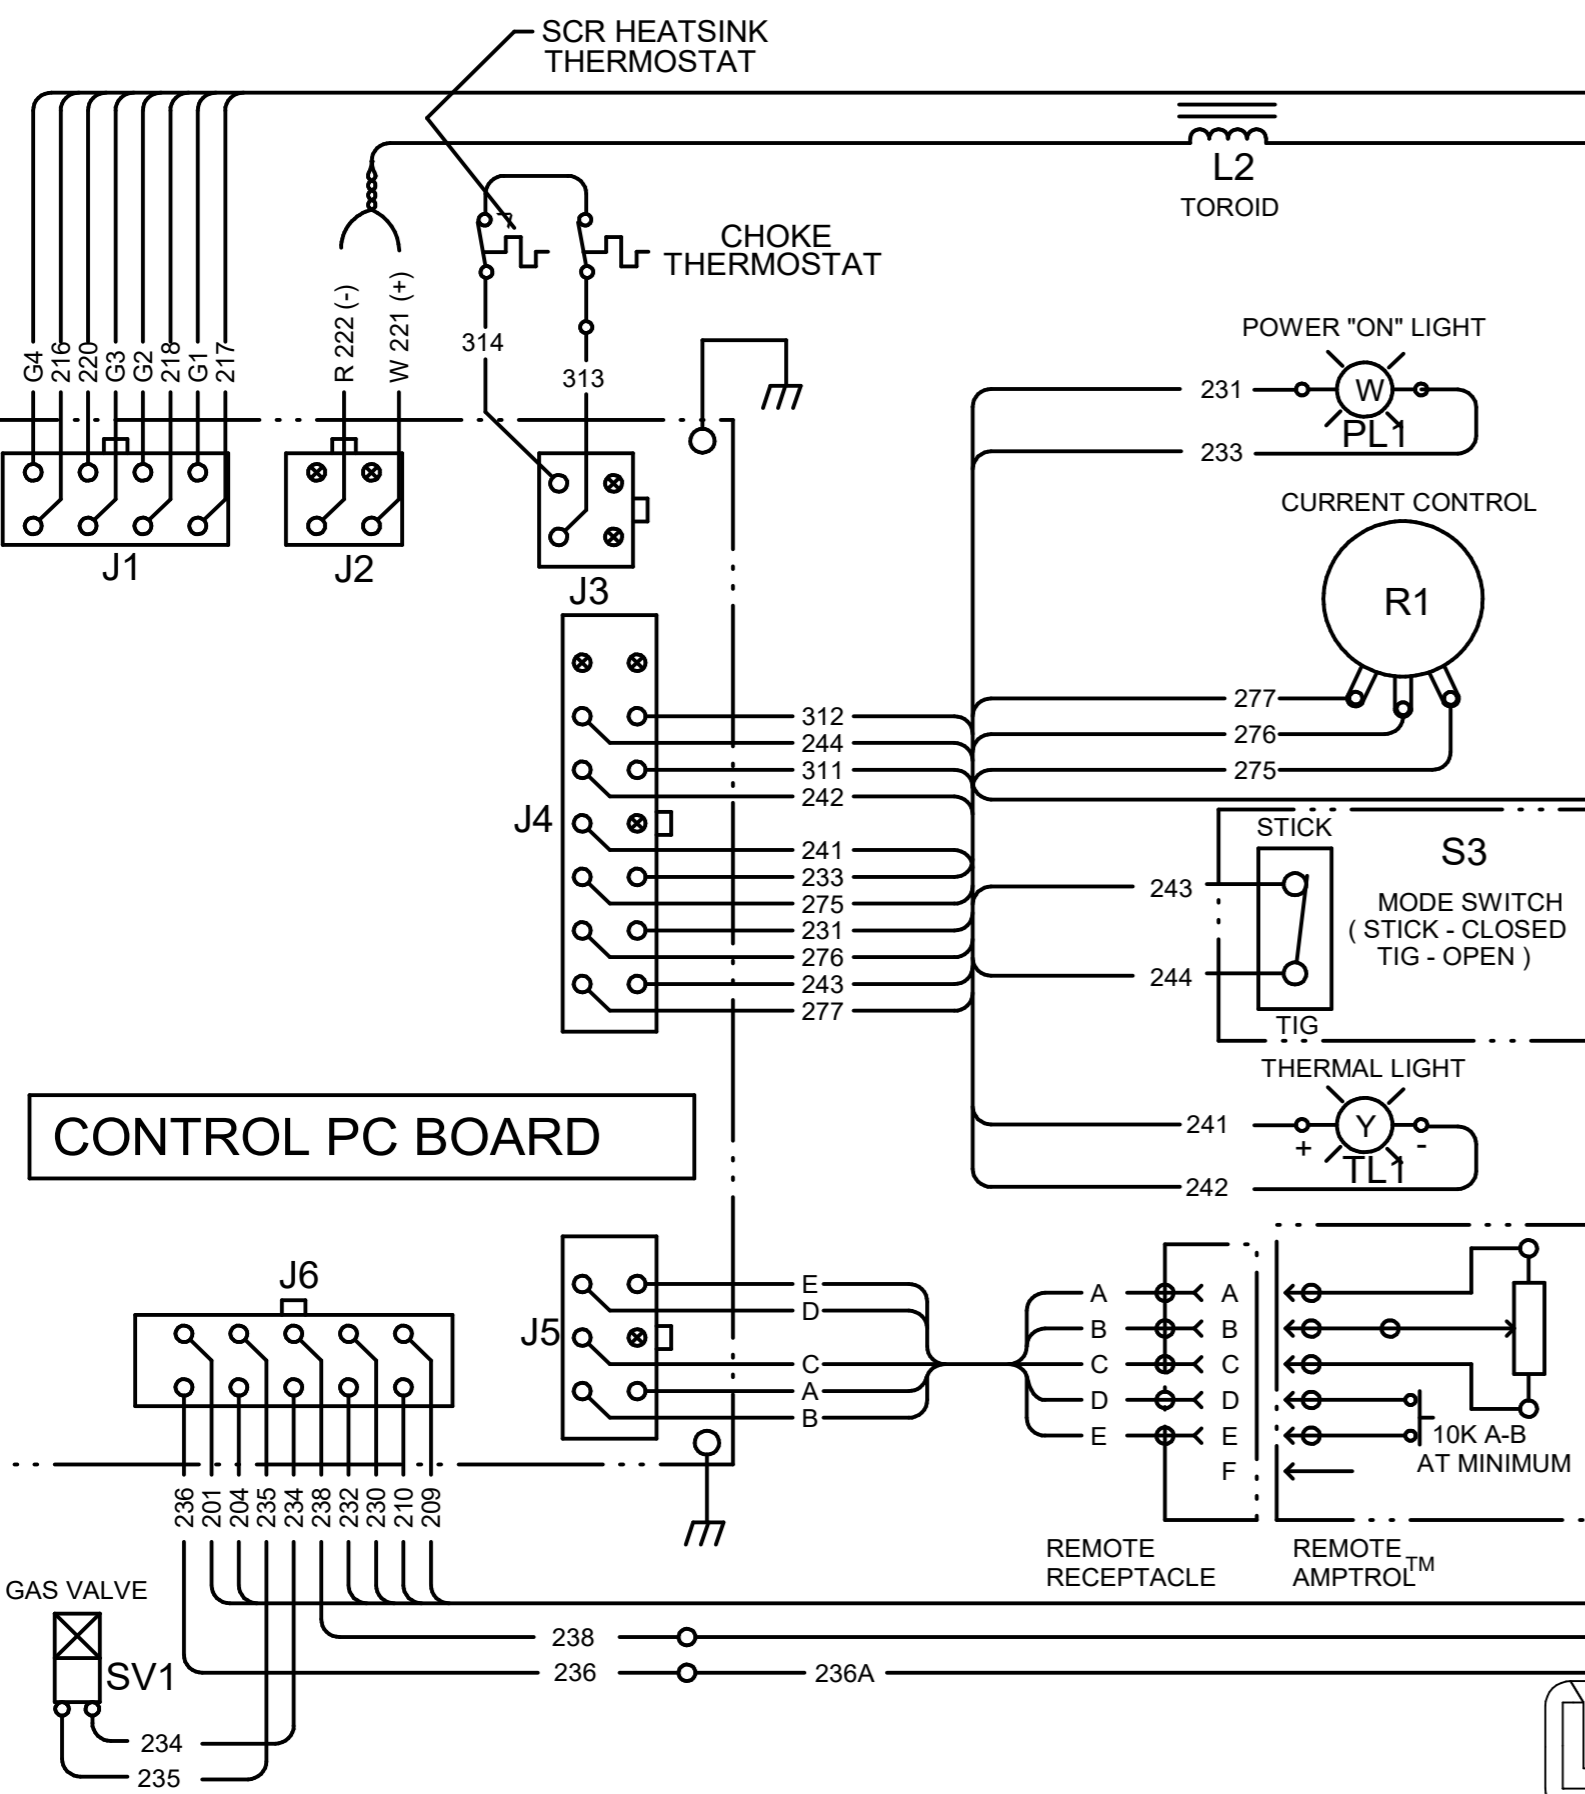 SCR HEATSINK
THERMOSTAT
L2
TOROID
CHOKE
THERMOSTAT
G4
216
220
G3
G2
218
G1
217
R 222 (-)
W 221 (+)
314
313
POWER "ON" LIGHT
231
W
PL1
233
J1
J2
J3
CURRENT CONTROL
R1
277
276
275
J4
312
244
311
242
241
233
275
231
276
243
277
STICK
S3
243
MODE SWITCH
( STICK - CLOSED
TIG - OPEN )
244
TIG
THERMAL LIGHT
241
+
Y
-
TL1
242
CONTROL PC BOARD
J6
J5
E
D
C
A
B
A
B
C
D
E
A
B
C
D
E
F
10K A-B
AT MINIMUM
236
201
204
235
234
238
232
230
210
209
REMOTE
RECEPTACLE
REMOTE
AMPTROL™
GAS VALVE
SV1
238
236
236A
234
235